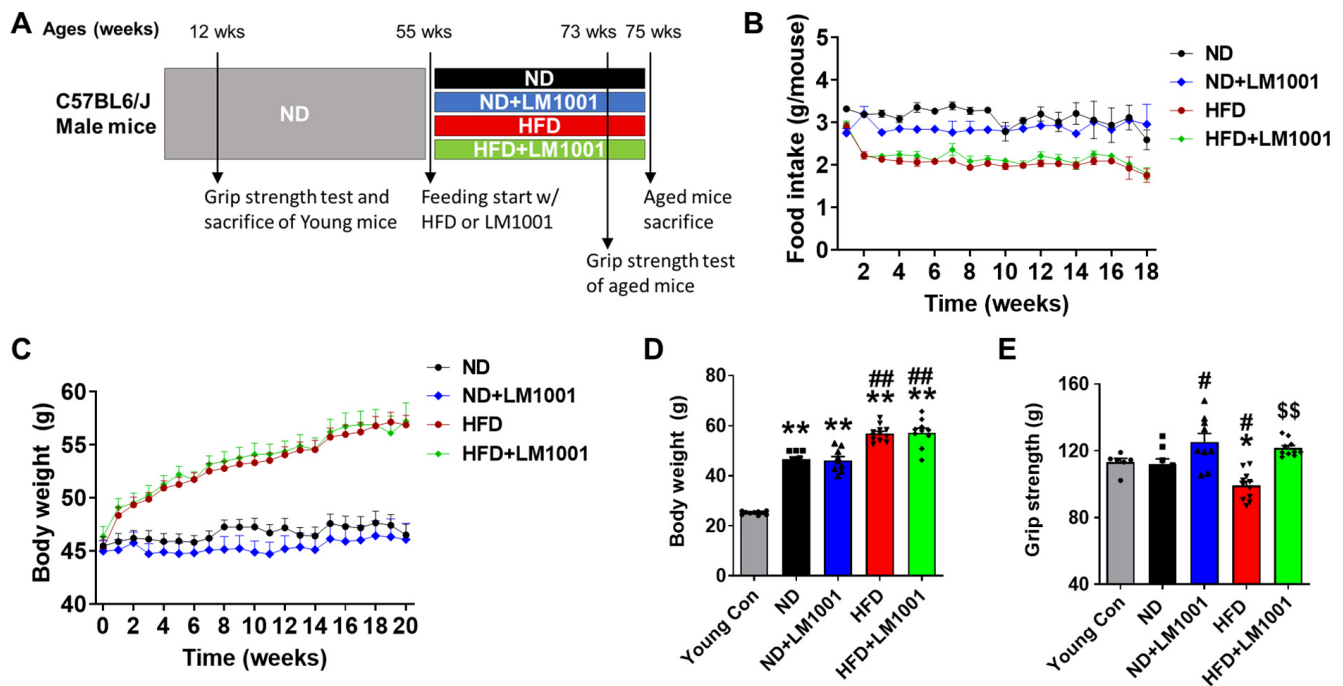 A
Ages (weeks)
12 wks
55 wks
73 wks
75 wks
C57BL6/J
Male mice
ND
ND
ND+LM1001
HFD
HFD+LM1001
Grip strength test and
sacrifice of Young mice
Feeding start w/
HFD or LM1001
Aged mice
sacrifice
Grip strength test
of aged mice
B
Food intake (g/mouse)
5
4
3
2
1
0
2 4 6 8 10 12 14 16 18
Time (weeks)
ND
ND+LM1001
HFD
HFD+LM1001
C
Body weight (g)
60
55
50
45
40
0 2 4 6 8 10 12 14 16 18 20
Time (weeks)
ND
ND+LM1001
HFD
HFD+LM1001
D
Body weight (g)
80
60
40
20
0
** ** ## ##
** **
Young Con
ND
ND+LM1001
HFD
HFD+LM1001
E
Grip strength (g)
160
120
80
40
# # $$
*
Young Con
ND
ND+LM1001
HFD
HFD+LM1001